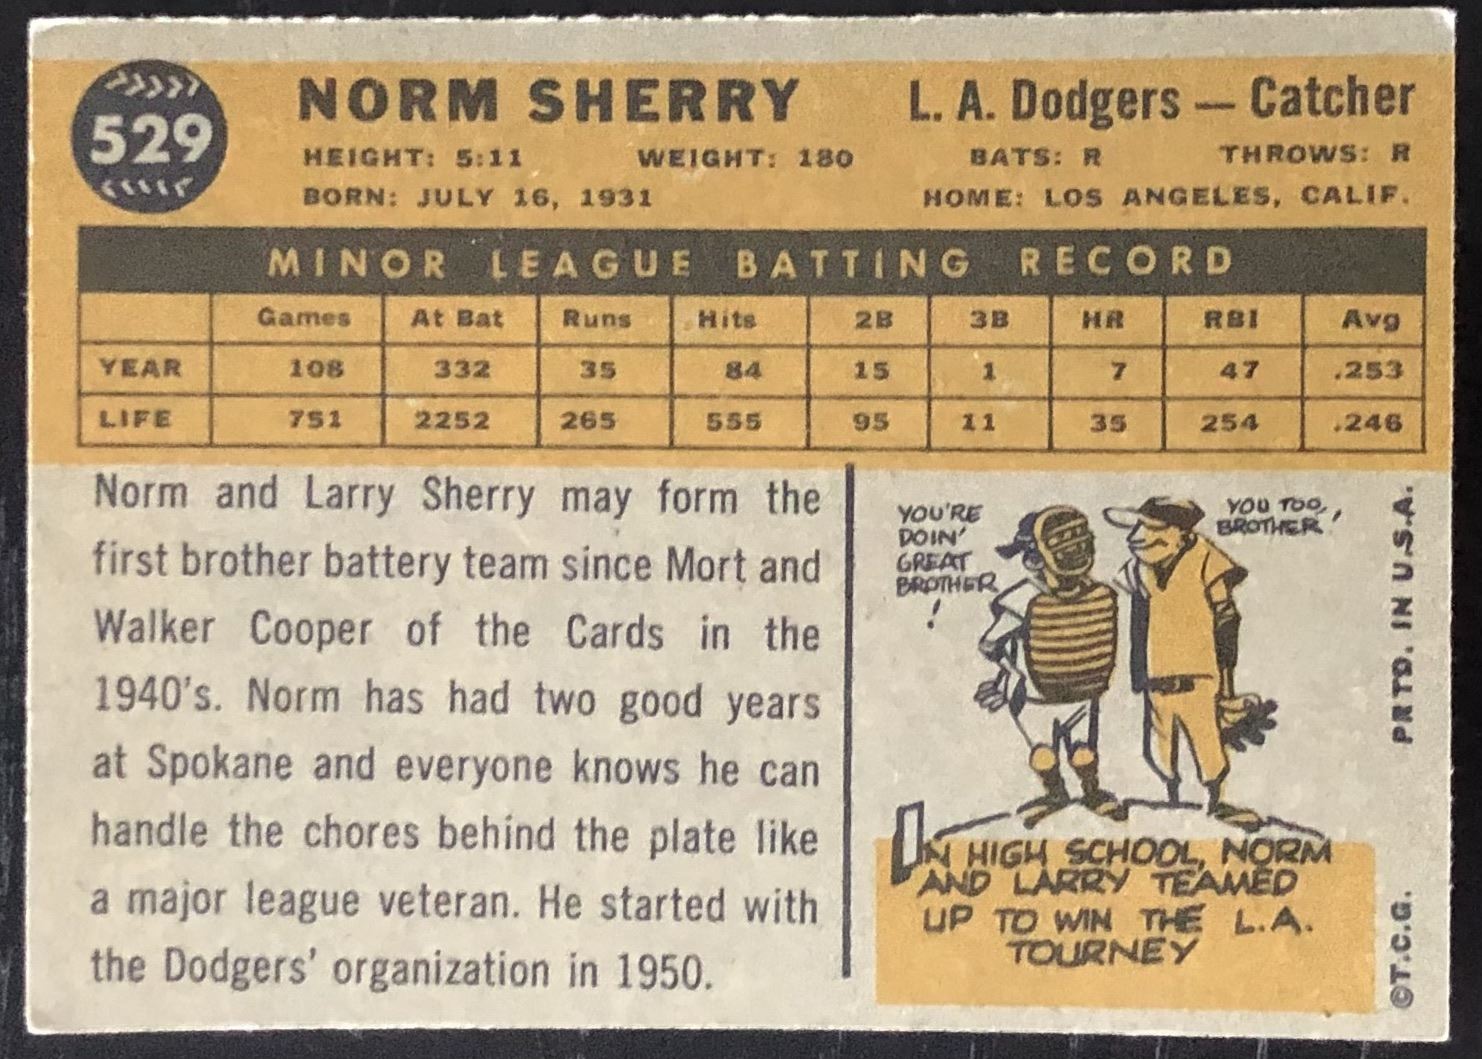 529
NORM SHERRY
L. A. Dodgers — Catcher
HEIGHT: 5:11 WEIGHT: 180 BATS: R THROWS: R
BORN: JULY 16, 1931 HOME: LOS ANGELES, CALIF.
MINOR LEAGUE BATTING RECORD
Games At Bat Runs Hits 2B 3B HR RBI Avg
YEAR 108 332 35 84 15 1 7 47 .253
LIFE 751 2252 265 555 95 11 35 254 .246
Norm and Larry Sherry may form the
first brother battery team since Mort and
Walker Cooper of the Cards in the
1940's. Norm has had two good years
at Spokane and everyone knows he can
handle the chores behind the plate like
a major league veteran. He started with
the Dodgers' organization in 1950.
YOU'RE
DOIN'
GREAT
BROTHER
!
YOU TOO,
BROTHER!
IN HIGH SCHOOL, NORM
AND LARRY TEAMED
UP TO WIN THE L.A.
TOURNEY
©T.C.G. PRTD. IN U.S.A.